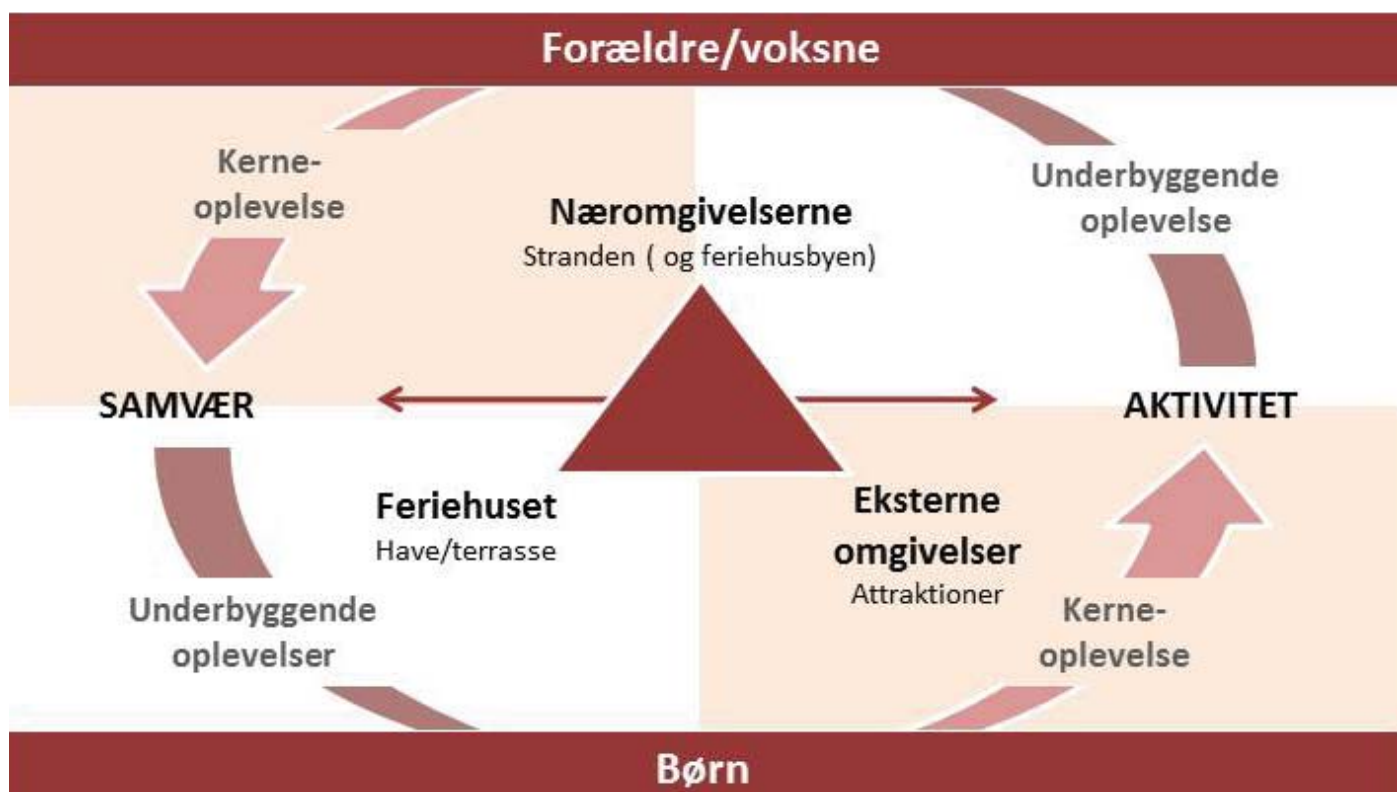 Forældre/voksne
Kerne-
oplevelse
Underbyggende
oplevelse
Næromgivelserne
Stranden ( og feriehusbyen)
SAMVÆR
AKTIVITET
Feriehuset
Have/terrasse
Eksterne
omgivelser
Attraktioner
Underbyggende
oplevelser
Kerne-
oplevelse
Børn